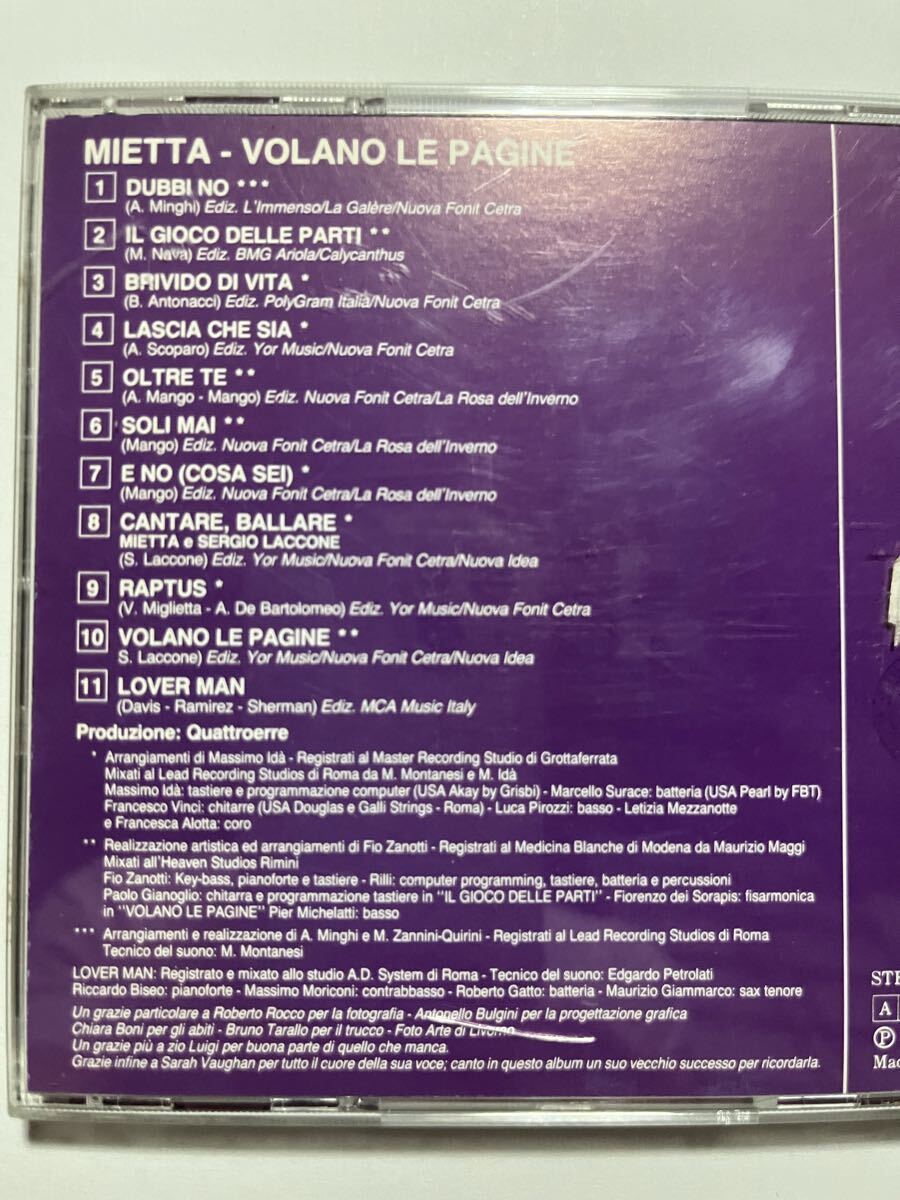 MIETTA - VOLANO LE PAGINE
1 DUBBI NO ***
(A. Minghi) Ediz. L'Immenso/La Galère/Nuova Fonit Cetra
2 IL GIOCO DELLE PARTI **
(M. Nava) Ediz. BMG Ariola/Calycanthus
3 BRIVIDO DI VITA *
(B. Antonacci) Ediz. PolyGram Italia/Nuova Fonit Cetra
4 LASCIA CHE SIA *
(A. Scoparo) Ediz. Yor Music/Nuova Fonit Cetra
5 OLTRE TE **
(A. Mango - Mango) Ediz. Nuova Fonit Cetra/La Rosa dell'Inverno
6 SOLI MAI **
(Mango) Ediz. Nuova Fonit Cetra/La Rosa dell'Inverno
7 E NO (COSA SEI) *
(Mango) Ediz. Nuova Fonit Cetra/La Rosa dell'Inverno
8 CANTARE, BALLARE *
MIETTA e SERGIO LACCONE
(S. Laccone) Ediz. Yor Music/Nuova Fonit Cetra/Nuova Idea
9 RAPTUS *
(V. Miglietta - A. De Bartolomeo) Ediz. Yor Music/Nuova Fonit Cetra
10 VOLANO LE PAGINE **
S. Laccone) Ediz. Yor Music/Nuova Fonit Cetra/Nuova Idea
11 LOVER MAN
(Davis - Ramirez - Sherman) Ediz. MCA Music Italy
Produzione: Quattroerre
* Arrangiamenti di Massimo Idà - Registrati al Master Recording Studio di Grottaferrata
Mixati al Lead Recording Studios di Roma da M. Montanesi e M. Idà
Massimo Idà: tastiere e programmazione computer (USA Akay by Grisbi) - Marcello Surace: batteria (USA Pearl by FBT)
Francesco Vinci: chitarre (USA Douglas e Galli Strings - Roma) - Luca Pirozzi: basso - Letizia Mezzanotte
e Francesca Alotta: coro
** Realizzazione artistica ed arrangiamenti di Fio Zanotti - Registrati al Medicina Blanche di Modena da Maurizio Maggi
Mixati all'Heaven Studios Rimini
Fio Zanotti: Key-bass, pianoforte e tastiere - Rilli: computer programming, tastiere, batteria e percussioni
Paolo Gianoglio: chitarra e programmazione tastiere in "IL GIOCO DELLE PARTI" - Fiorenzo dei Sorapis: fisarmonica
in "VOLANO LE PAGINE" Pier Michelatti: basso
*** Arrangiamenti e realizzazione di A. Minghi e M. Zannini-Quirini - Registrati al Lead Recording Studios di Roma
Tecnico del suono: M. Montanesi
LOVER MAN: Registrato e mixato allo studio A.D. System di Roma - Tecnico del suono: Edgardo Petrolati
Riccardo Biseo: pianoforte - Massimo Moriconi: contrabbasso - Roberto Gatto: batteria - Maurizio Giammarco: sax tenore
Un grazie particolare a Roberto Rocco per la fotografia - Antonello Bulgini per la progettazione grafica
Chiara Boni per gli abiti - Bruno Tarallo per il trucco - Foto Arte di Livorno
Un grazie più a zio Luigi per buona parte di quello che manca.
Grazie infine a Sarah Vaughan per tutto il cuore della sua voce; canto in questo album un suo vecchio successo per ricordarla.
STE
A
Ⓟ
Mad